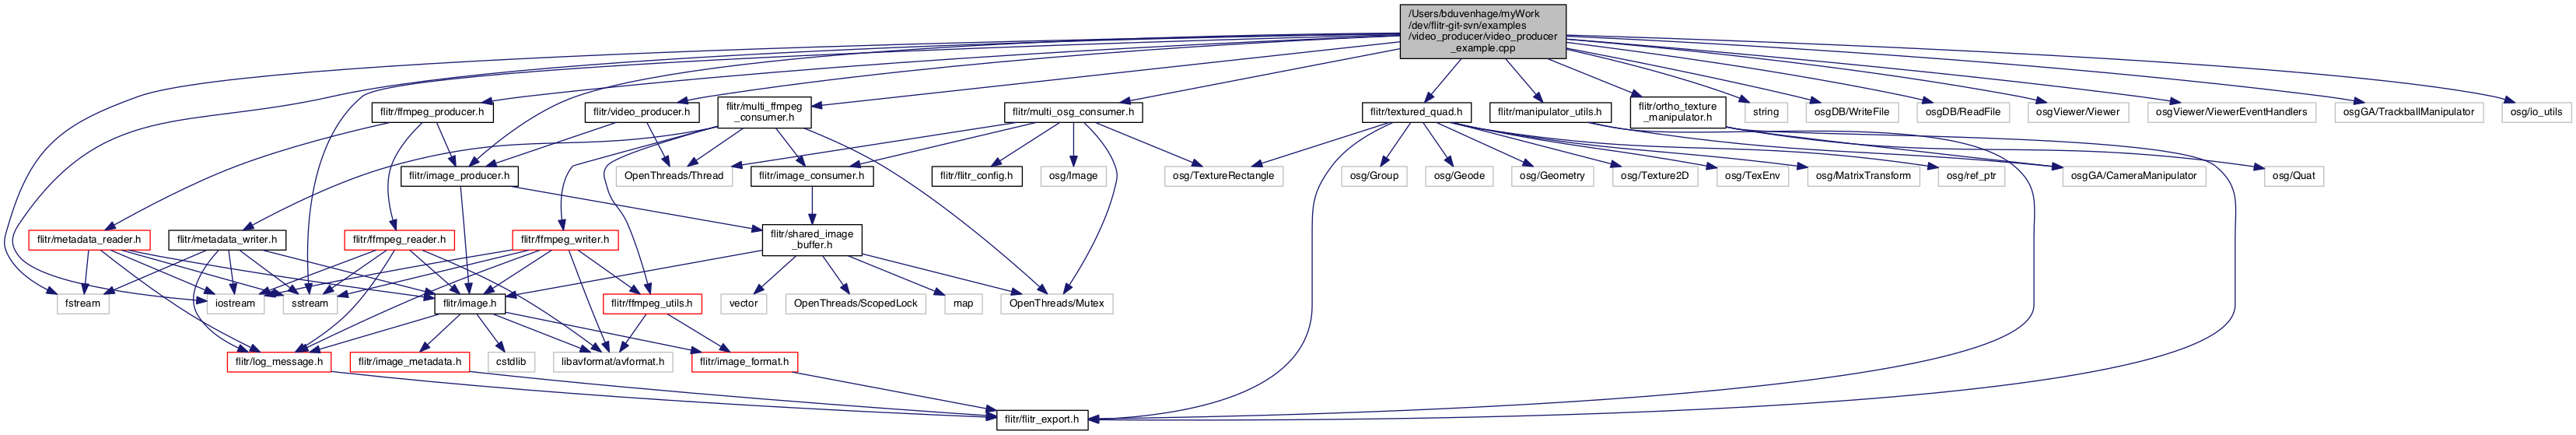 /Users/bduvenhage/myWork
/dev/flitr-git-svn/examples
/video_producer/video_producer
_example.cpp
flitr/ffmpeg_producer.h
flitr/video_producer.h
flitr/multi_ffmpeg
_consumer.h
flitr/multi_osg_consumer.h
flitr/textured_quad.h
flitr/manipulator_utils.h
flitr/ortho_texture
_manipulator.h
string
osgDB/WriteFile
osgDB/ReadFile
osgViewer/Viewer
osgViewer/ViewerEventHandlers
osgGA/TrackballManipulator
osg/io_utils
flitr/image_producer.h
OpenThreads/Thread
flitr/image_consumer.h
flitr/flitr_config.h
osg/Image
osg/TextureRectangle
osg/Group
osg/Geode
osg/Geometry
osg/Texture2D
osg/TexEnv
osg/MatrixTransform
osg/ref_ptr
osgGA/CameraManipulator
osg/Quat
flitr/metadata_reader.h
flitr/metadata_writer.h
flitr/ffmpeg_reader.h
flitr/ffmpeg_writer.h
flitr/shared_image
_buffer.h
fstream
iostream
sstream
flitr/image.h
flitr/ffmpeg_utils.h
vector
OpenThreads/ScopedLock
map
OpenThreads/Mutex
flitr/log_message.h
flitr/image_metadata.h
cstdlib
libavformat/avformat.h
flitr/image_format.h
flitr/flitr_export.h